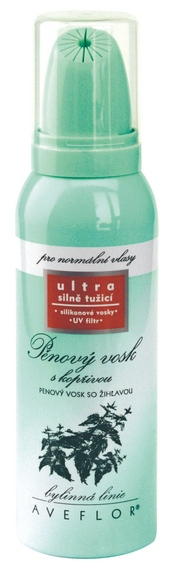 pro normální vlasy
ultra
silně tužicí
• silikonové vosky •
• UV filtr •
Pěnový vosk
s kopřivou
PENOVÝ VOSK SO ŽIHĽAVOU
bylinná linie
AVEFLOR®